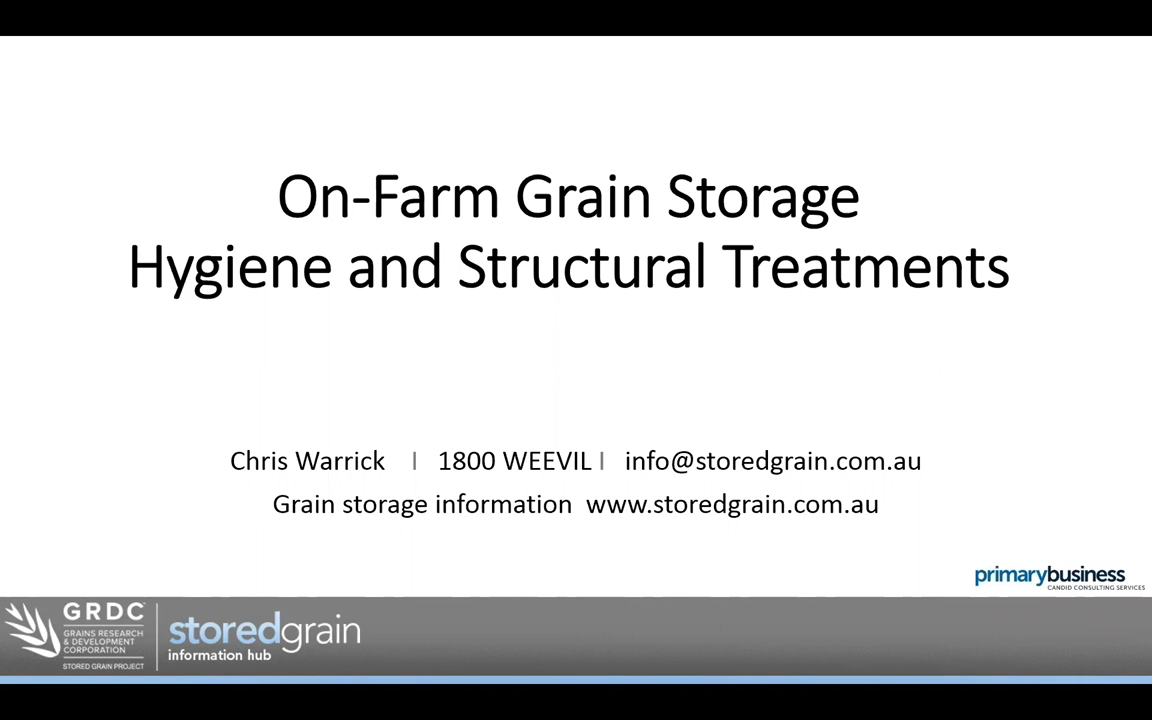 On-Farm Grain Storage
Hygiene and Structural Treatments
Chris Warrick | 1800 WEEVIL | info@storedgrain.com.au
Grain storage information www.storedgrain.com.au
primarybusiness
CANDID CONSULTING SERVICES
GRDC
GRAINS RESEARCH
& DEVELOPMENT
CORPORATION
STORED GRAIN PROJECT
storedgrain
information hub